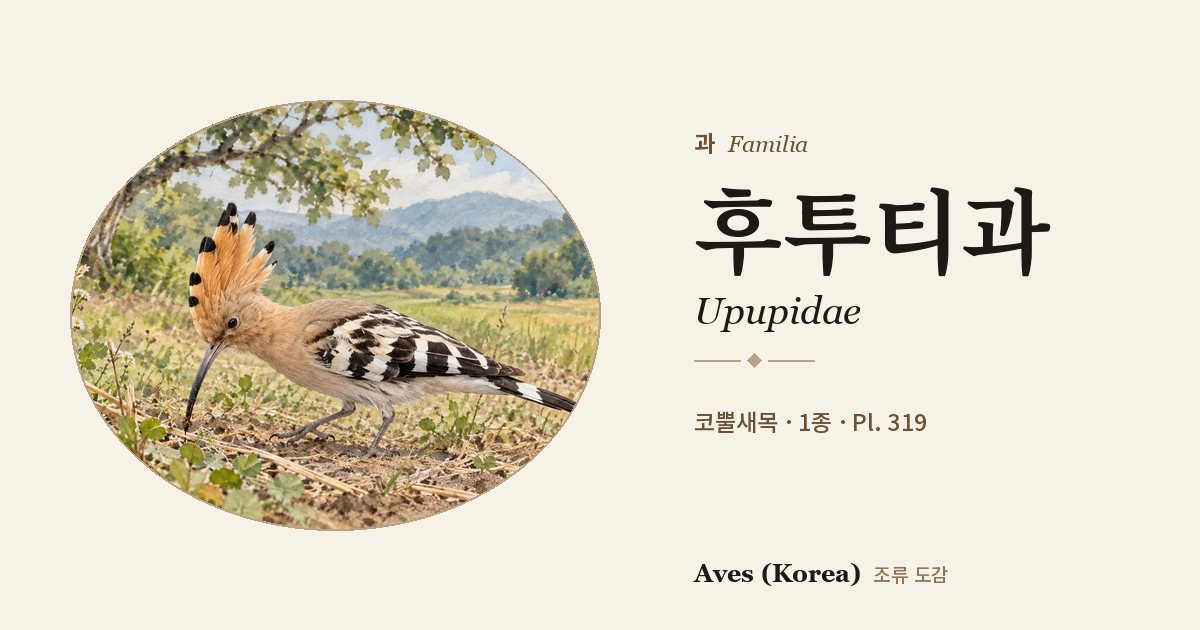 과 Familia
후투티과
Upupidae
코뿔새목 · 1종 · Pl. 319
Aves (Korea) 조류 도감